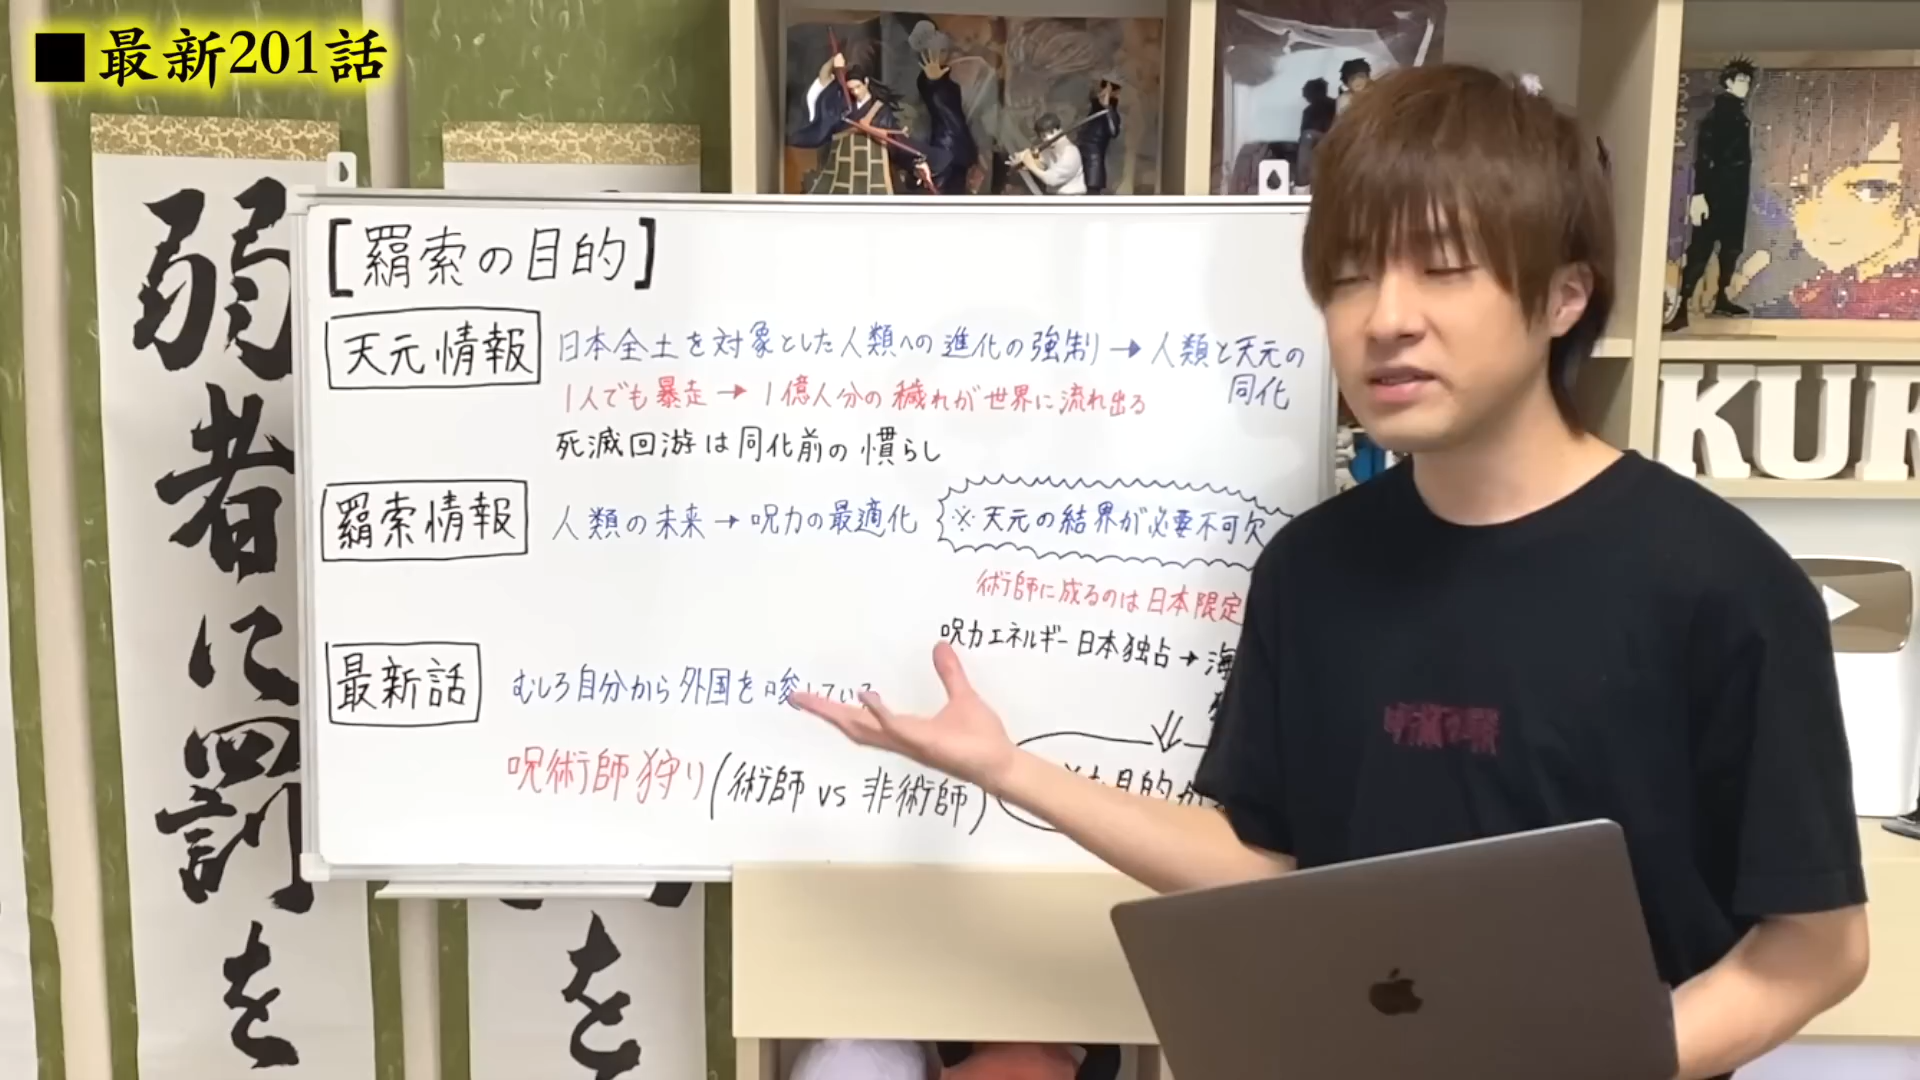 ■最新201話
[羂索の目的]
天元情報
日本全土を対象とした人類への進化の強制→人類と天元の
同化
1人でも暴走→1億人分の穢れが世界に流れ出る
死滅回游は同化前の慣らし
羂索情報
人類の未来→呪力の最適化
※天元の結界が必要不可欠
術師に成るのは日本限定
呪力エネルギー日本独占→海
最新話
むしろ自分から外国を唆している
呪術師狩り(術師 vs 非術師)
目的が
弱者に罰を
を
KUR